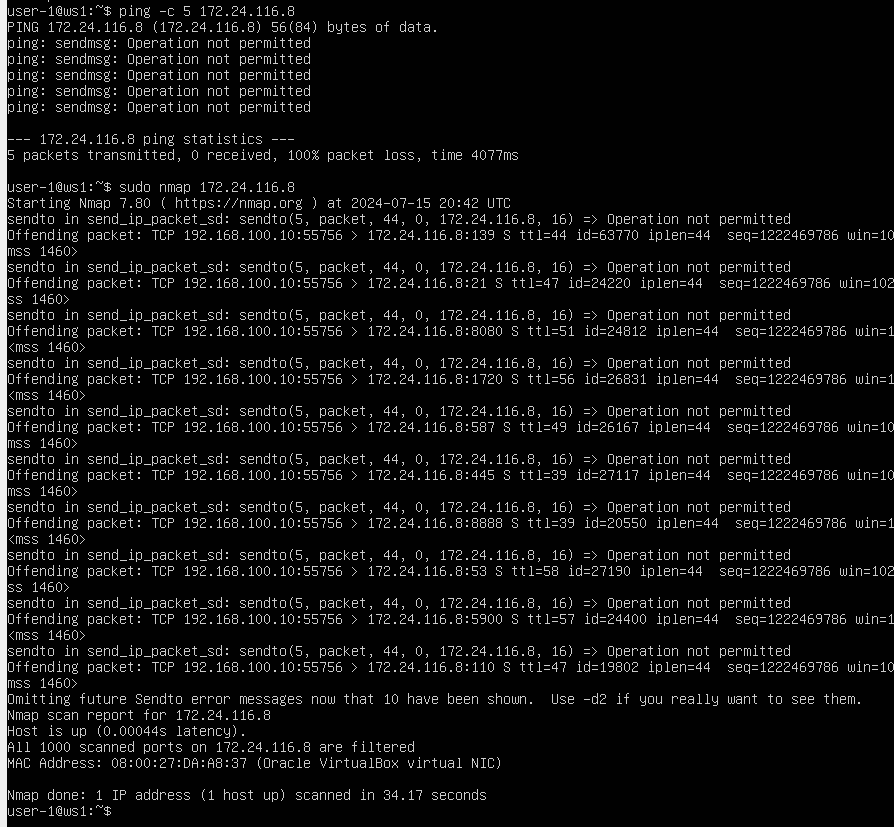 user-1@ws1:~$ ping -c 5 172.24.116.8
PING 172.24.116.8 (172.24.116.8) 56(84) bytes of data.
ping: sendmsg: Operation not permitted
ping: sendmsg: Operation not permitted
ping: sendmsg: Operation not permitted
ping: sendmsg: Operation not permitted
ping: sendmsg: Operation not permitted

--- 172.24.116.8 ping statistics ---
5 packets transmitted, 0 received, 100% packet loss, time 4077ms

user-1@ws1:~$ sudo nmap 172.24.116.8
Starting Nmap 7.80 ( https://nmap.org ) at 2024-07-15 20:42 UTC
sendto in send_ip_packet_sd: sendto(5, packet, 44, 0, 172.24.116.8, 16) => Operation not permitted
Offending packet: TCP 192.168.100.10:55756 > 172.24.116.8:139 S ttl=44 id=63770 iplen=44  seq=1222469786 win=10
mss 1460>
sendto in send_ip_packet_sd: sendto(5, packet, 44, 0, 172.24.116.8, 16) => Operation not permitted
Offending packet: TCP 192.168.100.10:55756 > 172.24.116.8:21 S ttl=47 id=24220 iplen=44  seq=1222469786 win=102
ss 1460>
sendto in send_ip_packet_sd: sendto(5, packet, 44, 0, 172.24.116.8, 16) => Operation not permitted
Offending packet: TCP 192.168.100.10:55756 > 172.24.116.8:8080 S ttl=51 id=24812 iplen=44  seq=1222469786 win=1
<mss 1460>
sendto in send_ip_packet_sd: sendto(5, packet, 44, 0, 172.24.116.8, 16) => Operation not permitted
Offending packet: TCP 192.168.100.10:55756 > 172.24.116.8:1720 S ttl=56 id=26831 iplen=44  seq=1222469786 win=1
<mss 1460>
sendto in send_ip_packet_sd: sendto(5, packet, 44, 0, 172.24.116.8, 16) => Operation not permitted
Offending packet: TCP 192.168.100.10:55756 > 172.24.116.8:587 S ttl=49 id=26167 iplen=44  seq=1222469786 win=10
mss 1460>
sendto in send_ip_packet_sd: sendto(5, packet, 44, 0, 172.24.116.8, 16) => Operation not permitted
Offending packet: TCP 192.168.100.10:55756 > 172.24.116.8:445 S ttl=39 id=27117 iplen=44  seq=1222469786 win=10
mss 1460>
sendto in send_ip_packet_sd: sendto(5, packet, 44, 0, 172.24.116.8, 16) => Operation not permitted
Offending packet: TCP 192.168.100.10:55756 > 172.24.116.8:8888 S ttl=39 id=20550 iplen=44  seq=1222469786 win=1
<mss 1460>
sendto in send_ip_packet_sd: sendto(5, packet, 44, 0, 172.24.116.8, 16) => Operation not permitted
Offending packet: TCP 192.168.100.10:55756 > 172.24.116.8:53 S ttl=58 id=27190 iplen=44  seq=1222469786 win=102
ss 1460>
sendto in send_ip_packet_sd: sendto(5, packet, 44, 0, 172.24.116.8, 16) => Operation not permitted
Offending packet: TCP 192.168.100.10:55756 > 172.24.116.8:5900 S ttl=57 id=24400 iplen=44  seq=1222469786 win=1
<mss 1460>
sendto in send_ip_packet_sd: sendto(5, packet, 44, 0, 172.24.116.8, 16) => Operation not permitted
Offending packet: TCP 192.168.100.10:55756 > 172.24.116.8:110 S ttl=47 id=19802 iplen=44  seq=1222469786 win=10
mss 1460>
Omitting future Sendto error messages now that 10 have been shown.  Use -d2 if you really want to see them.
Nmap scan report for 172.24.116.8
Host is up (0.00044s latency).
All 1000 scanned ports on 172.24.116.8 are filtered
MAC Address: 08:00:27:DA:A8:37 (Oracle VirtualBox virtual NIC)

Nmap done: 1 IP address (1 host up) scanned in 34.17 seconds
user-1@ws1:~$